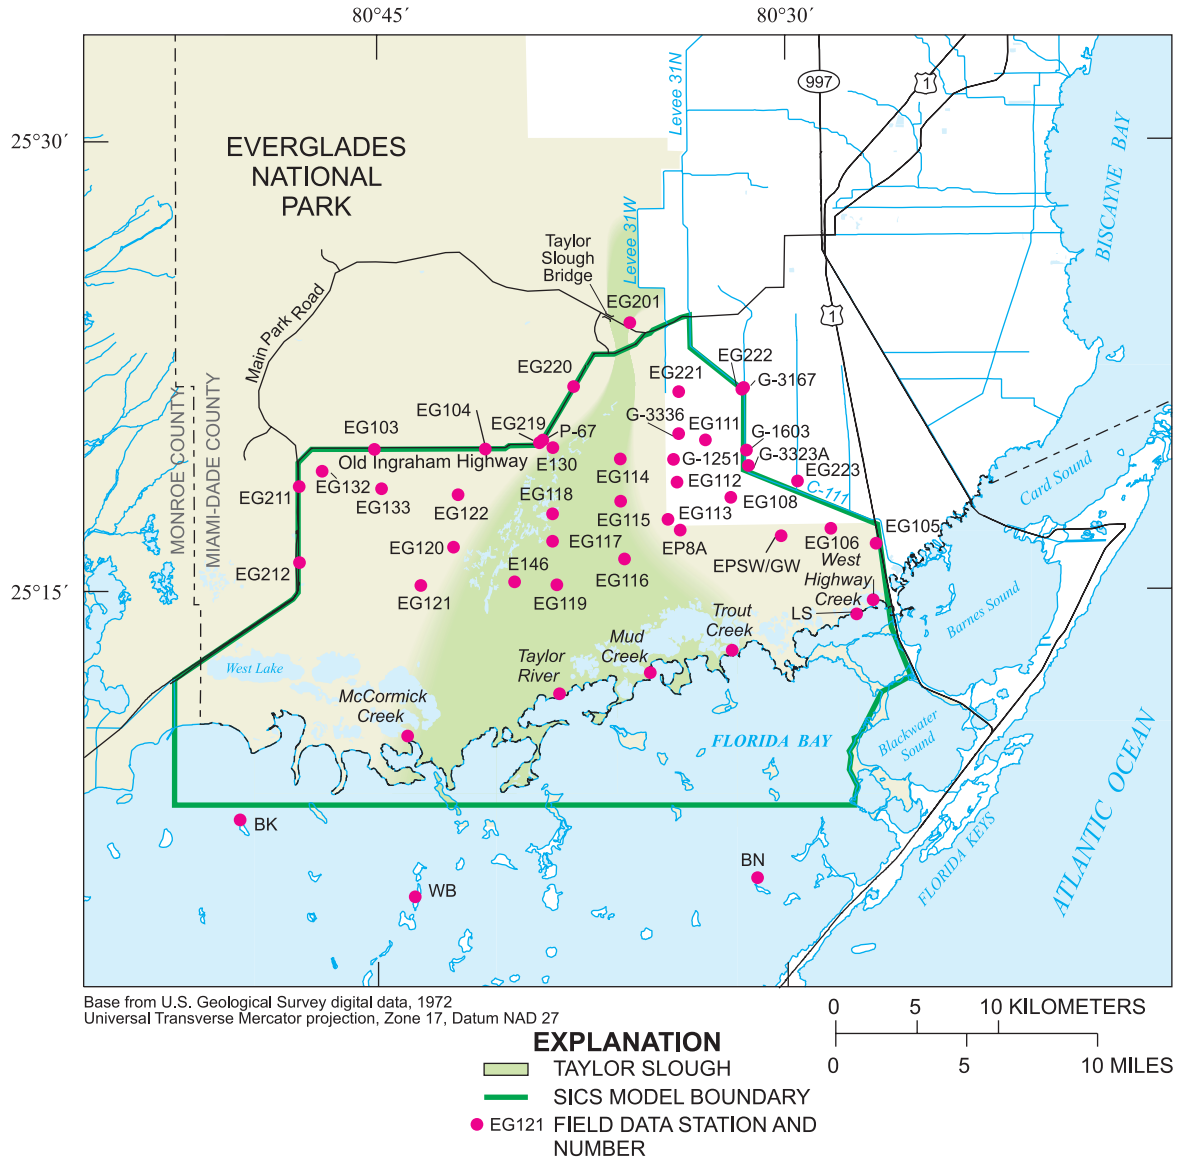 80°45´
80°30´
25°30´
25°15´
EVERGLADES
NATIONAL
PARK
Levee 31N
997
1
BISCAYNE BAY
Levee 31W
Taylor
Slough
Bridge
EG201
Main Park Road
1
MONROE COUNTY
MIAMI-DADE COUNTY
EG220
EG221
EG222
G-3167
EG103
EG104
EG219
P-67
G-3336
EG111
G-1603
Old Ingraham Highway
E130
EG114
G-1251
G-3323A
EG211
EG132
EG133
EG122
EG118
EG112
EG223
C-111
Card Sound
EG108
EG115
EG113
EG105
EG120
EG117
EP8A
EG106
EPSW/GW
EG212
E146
EG116
West
Highway
Creek
EG121
EG119
LS
Barnes Sound
Trout
Creek
Mud
Creek
Taylor
River
West Lake
McCormick
Creek
FLORIDA BAY
Blackwater
Sound
ATLANTIC OCEAN
FLORIDA KEYS
BK
WB
BN
Base from U.S. Geological Survey digital data, 1972
Universal Transverse Mercator projection, Zone 17, Datum NAD 27
0 5 10 KILOMETERS
0 5 10 MILES
EXPLANATION
TAYLOR SLOUGH
SICS MODEL BOUNDARY
EG121 FIELD DATA STATION AND
NUMBER